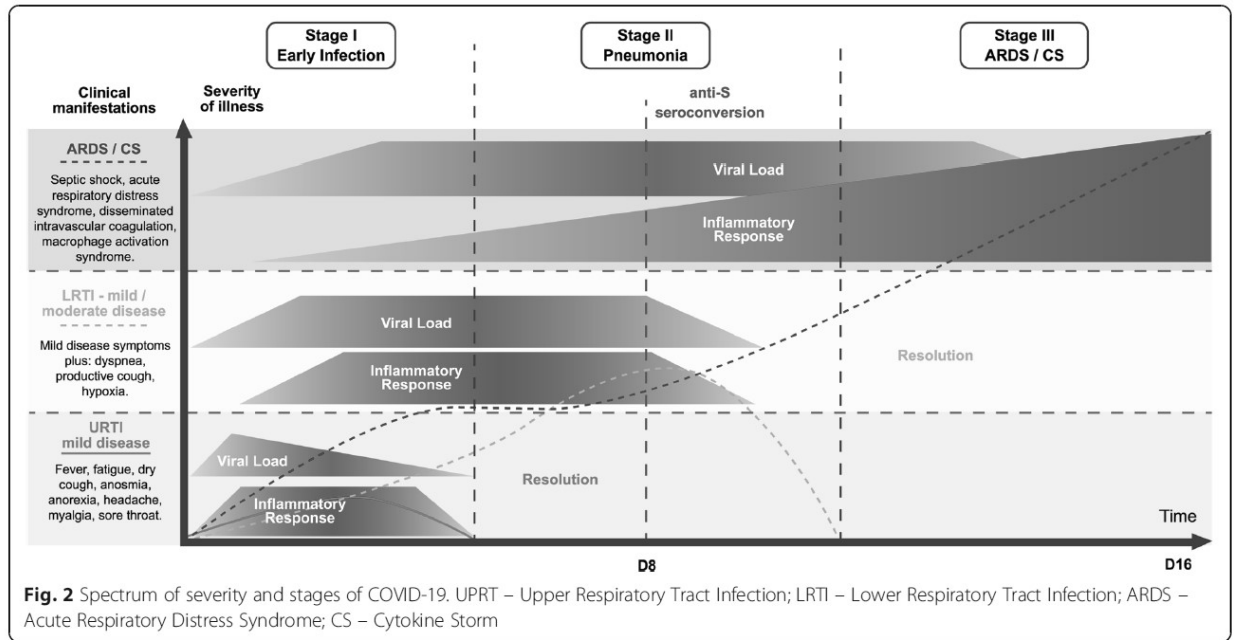 Stage I
Early Infection
Stage II
Pneumonia
Stage III
ARDS / CS
Clinical
manifestations
Severity
of illness
anti-S
seroconversion
ARDS / CS
Septic shock, acute
respiratory distress
syndrome, disseminated
intravascular coagulation,
macrophage activation
syndrome.
Viral Load
Inflammatory
Response
LRTI - mild /
moderate disease
Mild disease symptoms
plus: dyspnea,
productive cough,
hypoxia.
Viral Load
Inflammatory
Response
Resolution
URTI
mild disease
Fever, fatigue, dry
cough, anosmia,
anorexia, headache,
myalgia, sore throat.
Viral Load
Inflammatory
Response
Resolution
Time
D8
D16
Fig. 2 Spectrum of severity and stages of COVID-19. UPRT – Upper Respiratory Tract Infection; LRTI – Lower Respiratory Tract Infection; ARDS –
Acute Respiratory Distress Syndrome; CS – Cytokine Storm